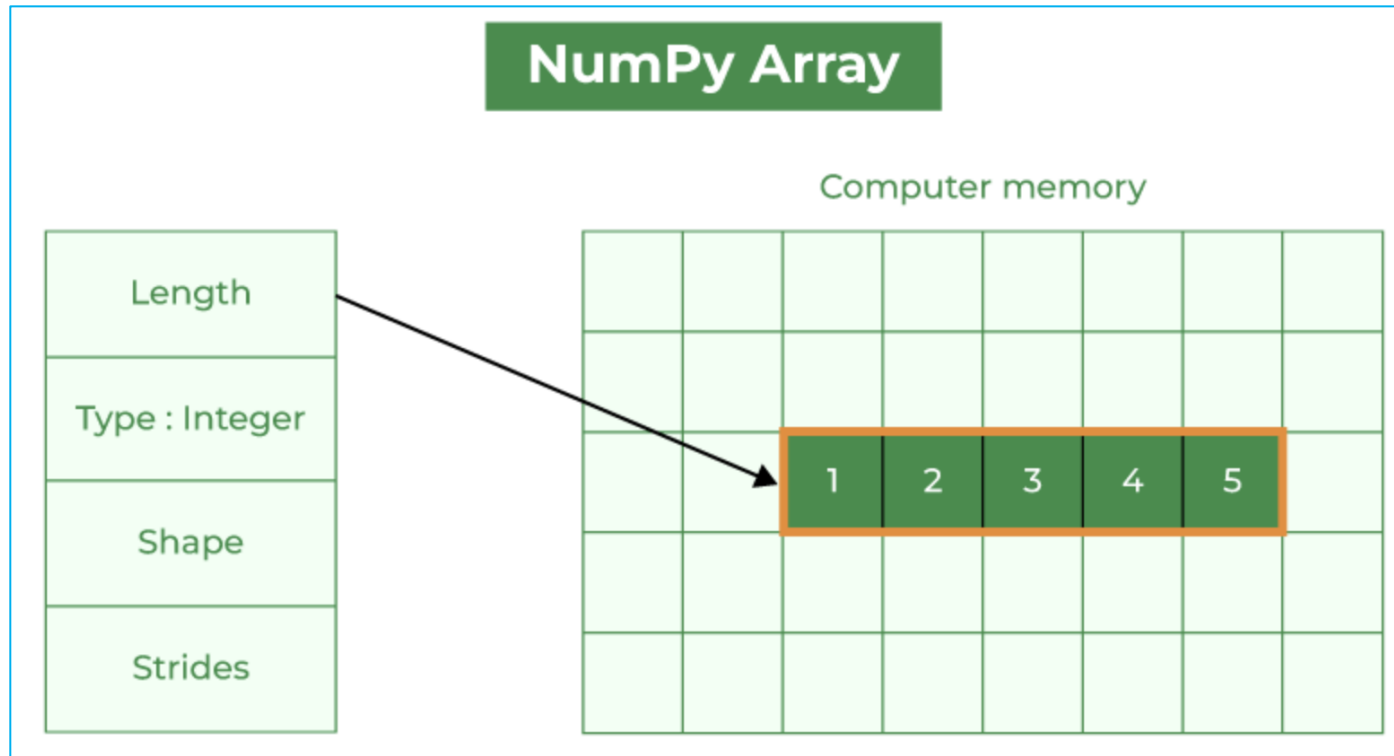 NumPy Array
Computer memory
Length
Type : Integer
Shape
Strides
1 2 3 4 5